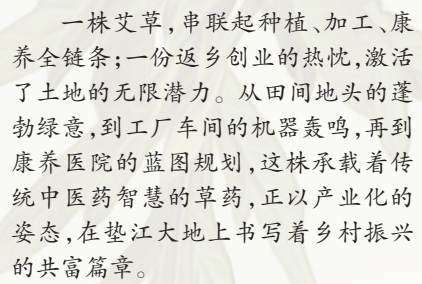 一株艾草,串联起种植、加工、康
养全链条;一份返乡创业的热忱,激活
了土地的无限潜力。从田间地头的蓬
勃绿意,到工厂车间的机器轰鸣,再到
康养医院的蓝图规划,这株承载着传
统中医药智慧的草药,正以产业化的
姿态,在垫江大地上书写着乡村振兴
的共富篇章。